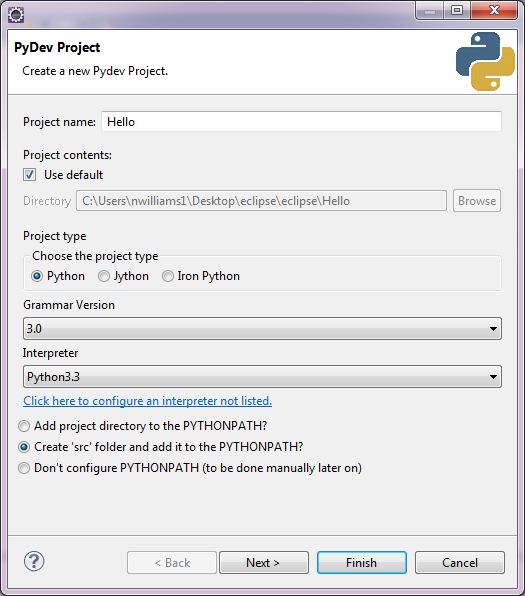 PyDev Project
Create a new Pydev Project.
Project name: Hello
Project contents:
Use default
Directory C:\Users\nwilliams1\Desktop\eclipse\eclipse\Hello Browse
Project type
Choose the project type
Python Jython Iron Python
Grammar Version
3.0
Interpreter
Python3.3
Click here to configure an interpreter not listed.
Add project directory to the PYTHONPATH?
Create 'src' folder and add it to the PYTHONPATH?
Don't configure PYTHONPATH (to be done manually later on)
? < Back Next > Finish Cancel